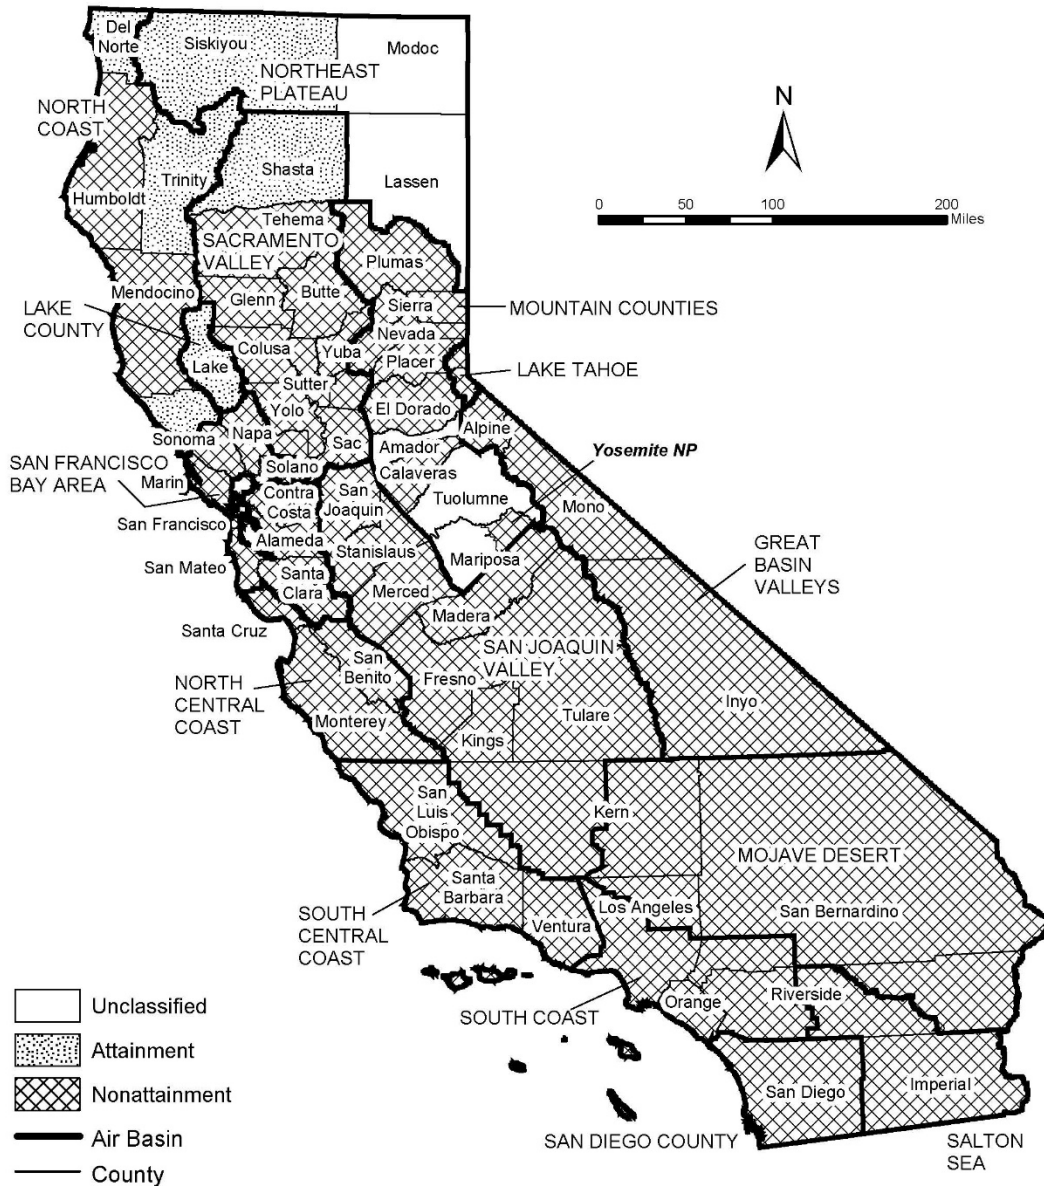 Del
Norte
Siskiyou
Modoc
NORTHEAST
PLATEAU
NORTH
COAST
N
Trinity
Shasta
Lassen
Humboldt
0 50 100 200
Miles
Tehema
SACRAMENTO
VALLEY
Plumas
Mendocino
Glenn
Butte
Sierra
MOUNTAIN COUNTIES
LAKE
COUNTY
Nevada
Colusa
Yuba
Placer
Lake
LAKE TAHOE
Sutter
Yolo
El Dorado
Alpine
Sonoma
Napa
Sac
Amador
Yosemite NP
SAN FRANCISCO
BAY AREA
Marin
Solano
Calaveras
Contra
Costa
San
Joaquin
Tuolumne
Mono
San Francisco
Alameda
Stanislaus
Mariposa
GREAT
BASIN
VALLEYS
San Mateo
Santa
Clara
Merced
Madera
Santa Cruz
San
Benito
SAN JOAQUIN
VALLEY
Fresno
NORTH
CENTRAL
COAST
Inyo
Monterey
Tulare
Kings
San
Luis
Obispo
Kern
MOJAVE DESERT
Santa
Barbara
Los Angeles
San Bernardino
SOUTH
CENTRAL
COAST
Ventura
Orange
Riverside
SOUTH COAST
San Diego
Imperial
SAN DIEGO COUNTY
SALTON
SEA
Unclassified
Attainment
Nonattainment
Air Basin
County